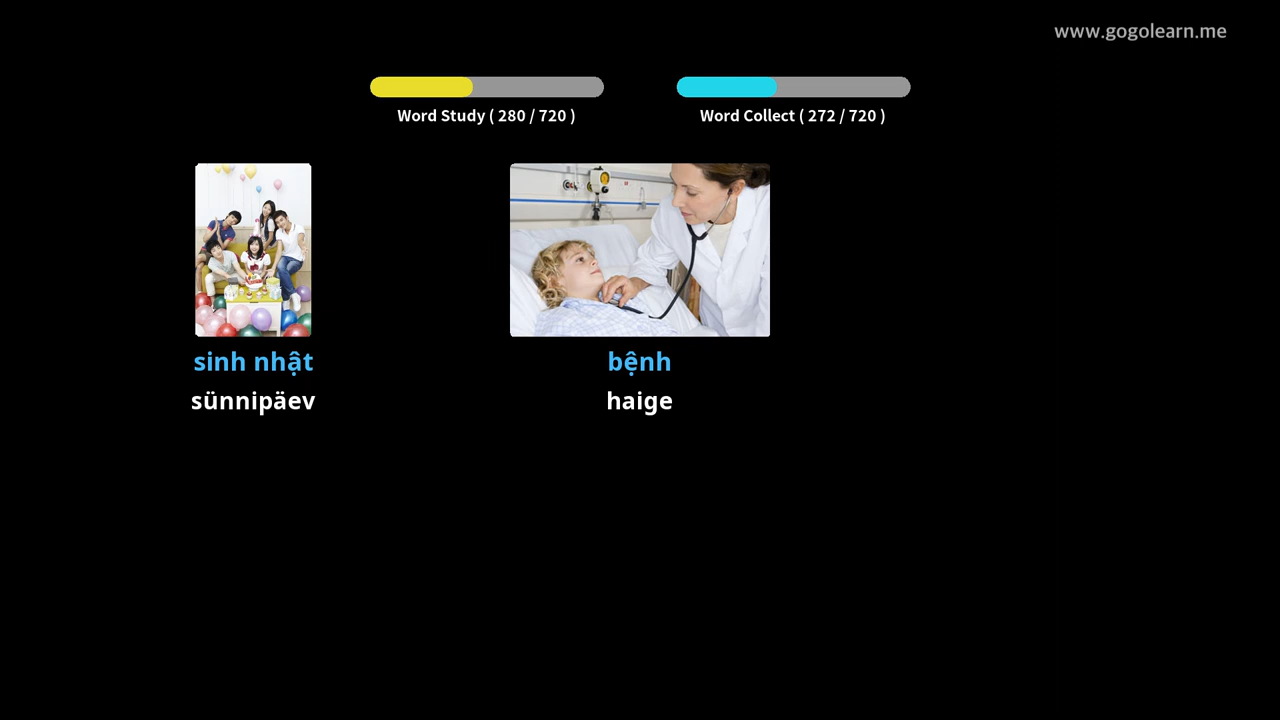 www.gogolearn.me
Word Study ( 280 / 720 )
Word Collect ( 272 / 720 )
sinh nhật
sünnipäev
bệnh
haige